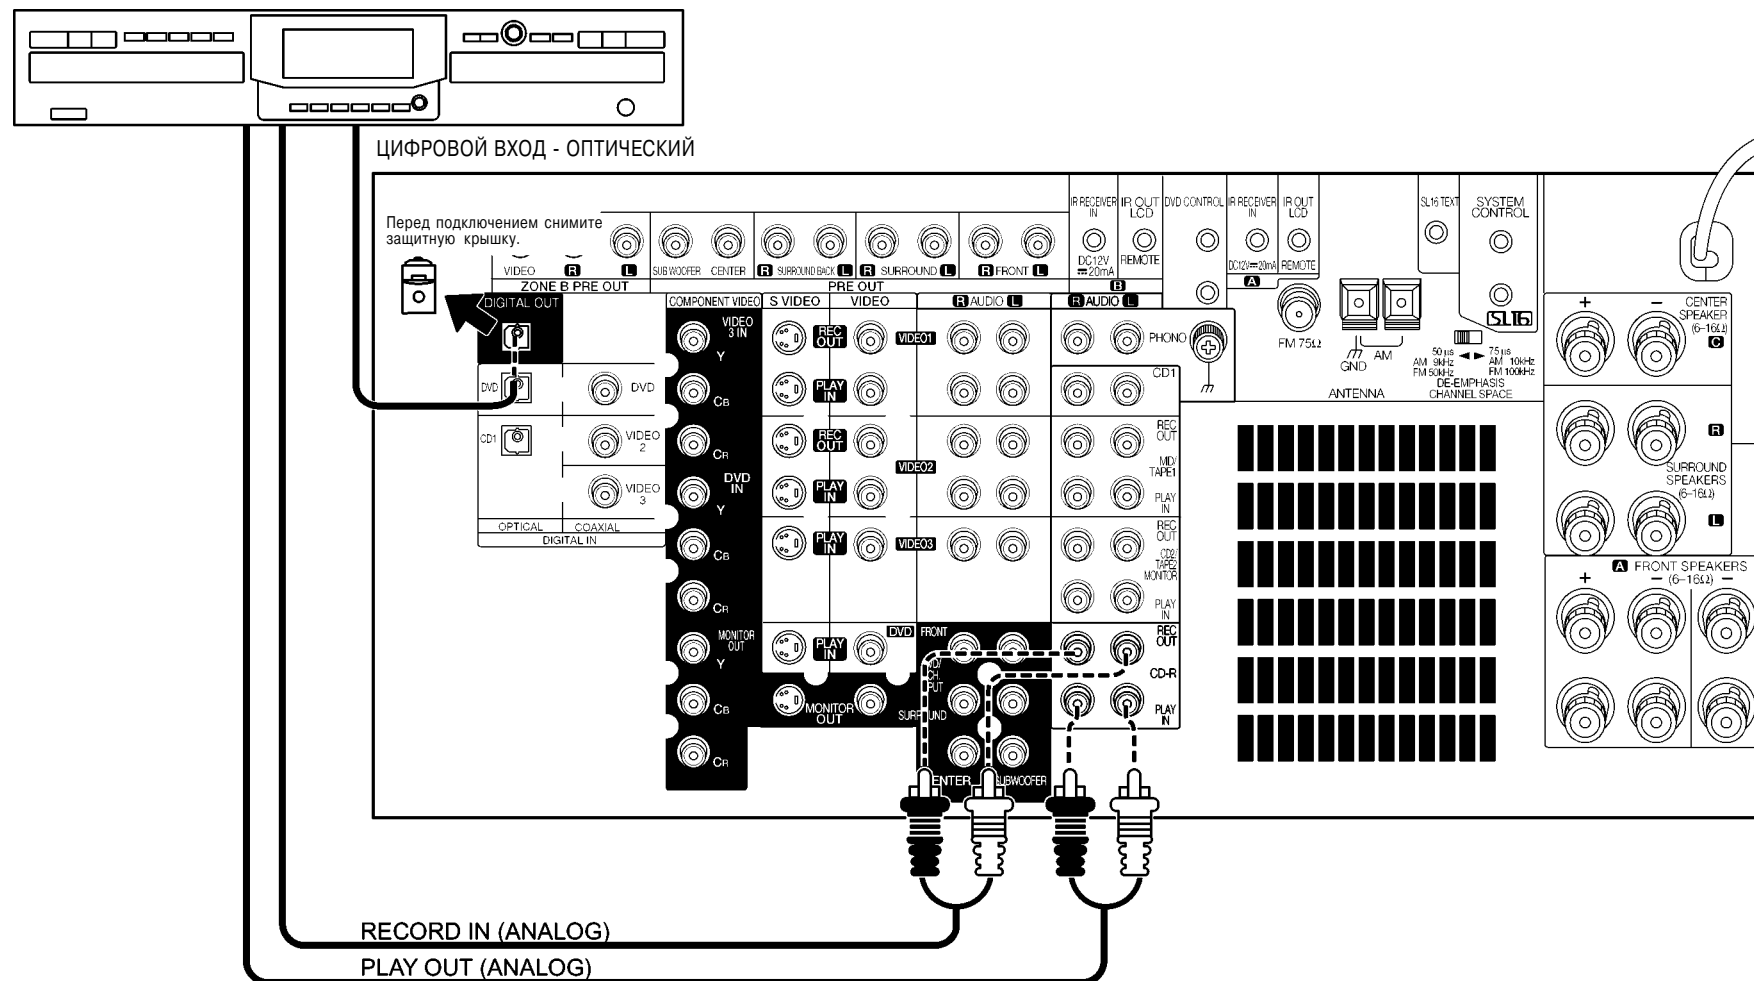 ЦИФРОВОЙ ВХОД - ОПТИЧЕСКИЙ
Перед подключением снимите
защитную крышку.
VIDEO R L
ZONE B PRE OUT
SUB WOOFER CENTER R SURROUND BACK L R SURROUND L R FRONT L
PRE OUT
IR RECEIVER
IN
IR OUT
LCD
DC12V
20mA
REMOTE
B
DVD CONTROL
IR RECEIVER
IN
IR OUT
LCD
DC12V 20mA
REMOTE
A
SL16 TEXT
SYSTEM
CONTROL
SL16
FM 75Ω
GND
AM
ANTENNA
50 µs 75 µs
AM 9kHz AM 10kHz
FM 50kHz FM 100kHz
DE-EMPHASIS
CHANNEL SPACE
+ − CENTER
SPEAKER
(6–16Ω)
C
R
SURROUND
SPEAKERS
(6–16Ω)
L
A FRONT SPEAKERS
+ − (6–16Ω) −
DIGITAL OUT
DVD
DVD
CD1
VIDEO
2
VIDEO
3
OPTICAL COAXIAL
DIGITAL IN
COMPONENT VIDEO
VIDEO
3 IN
Y
CB
CR
DVD
IN
Y
CB
CR
MONITOR
OUT
Y
CB
CR
S VIDEO VIDEO R AUDIO L R AUDIO L
REC
OUT
VIDEO1
PLAY
IN
REC
OUT
VIDEO2
PLAY
IN
PLAY
IN
VIDEO3
PLAY
IN
DVD
MONITOR
OUT
FRONT
SUBWOOFER
PHONO
CD1
REC
OUT
MD/
TAPE1
PLAY
IN
REC
OUT
CD2/
TAPE2
MONITOR
PLAY
IN
REC
OUT
CD-R
PLAY
IN
RECORD IN (ANALOG)
PLAY OUT (ANALOG)